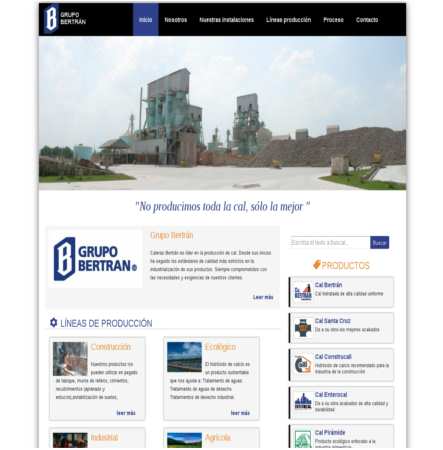 GRUPO
BERTRÁN
Inicio Nosotros Nuestras instalaciones Líneas producción Proceso Contacto
"No producimos toda la cal, sólo la mejor "
GRUPO
BERTRAN®
Grupo Bertrán
Caleras Bertrán es líder en la producción de cal. Desde sus inicios
ha seguido los estándares de calidad más estrictos en la
industrialización de sus productos. Siempre comprometidos con
las necesidades y exigencias de nuestros clientes.
Leer más
Escriba el texto a buscar...
Buscar
PRODUCTOS
Cal Bertrán
Cal hidratada de alta calidad uniforme
Cal Santa Cruz
Da a su obra los mejores acabados
Cal Construcali
Hidróxido de calcio recomendado para la
industria de la construcción
Cal Enterocal
Da a su obra acabados de alta calidad y
durabilidad
Cal Pirámide
Producto ecológico enfocado a la
industria alimenticia
LÍNEAS DE PRODUCCIÓN
Construcción
Nuestros productos los
pueden utilizar en pegado
de tabique, muros de relleno, cimientos,
recubrimientos (aplanado y
estuco),estabilización de suelos,
leer más
Ecológico
El hidróxido de calcio es
un producto sustentable
que nos ayuda a: Tratamiento de aguas.
Tratamiento de aguas de desecho.
Tratamientos de desecho industrial.
leer más
Industrial
Agrícola